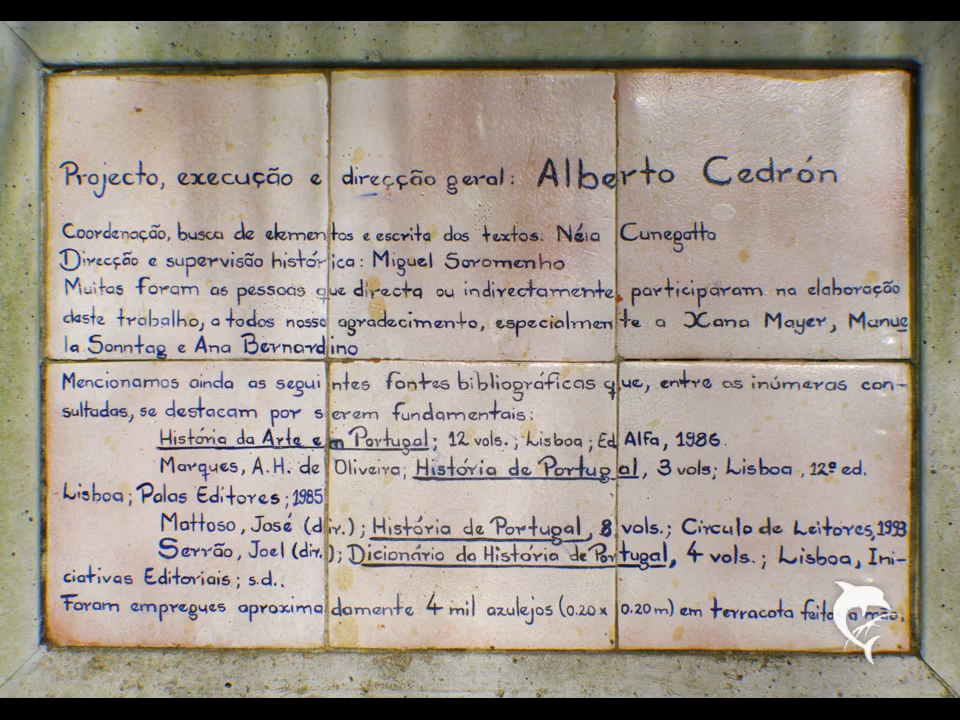 Projecto, execução e direcção geral: Alberto Cedrón
Coordenação, busca de elementos e escrita dos textos: Néia Cunegatto
Direcção e supervisão histórica: Miguel Soromenho
Muitas foram as pessoas que directa ou indirectamente, participaram na elaboração
deste trabalho, a todos nosso agradecimento, especialmente a Xana Mayer, Manue
la Sonntag e Ana Bernardino
Mencionamos ainda as seguintes fontes bibliográficas que, entre as inúmeras con-
sultadas, se destacam por serem fundamentais:
História da Arte em Portugal; 12 vols.; Lisboa; Ed Alfa, 1986.
Marques, A.H. de Oliveira; História de Portugal, 3 vols; Lisboa, 12ª ed.
Lisboa; Palas Editores; 1985
Mattoso, José (dir.); História de Portugal, 8 vols.; Circulo de Leitores, 1993
Serrão, Joel (dir.); Dicionário da História de Portugal, 4 vols.; Lisboa, Ini-
ciativas Editoriais; s.d..
Foram empregues aproximadamente 4 mil azulejos (0.20 x 0.20 m) em terracota feitos a mão.